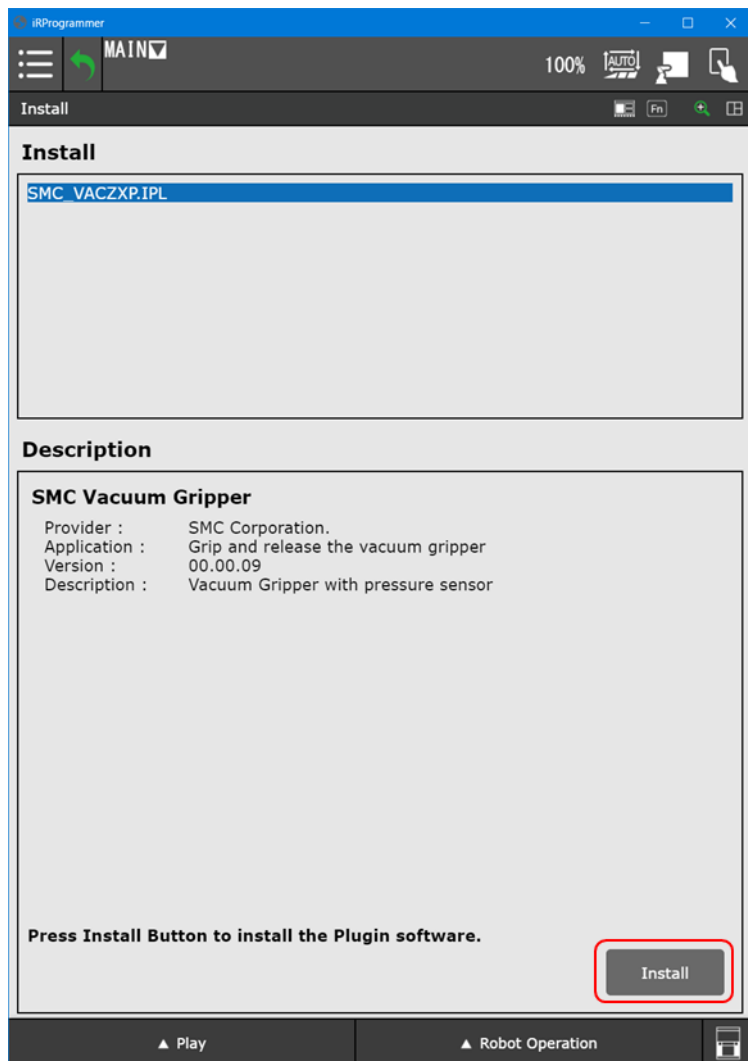 iRProgrammer
MAIN
100% AUTO
Install
Fn
Install
SMC_VACZXP.IPL
Description
SMC Vacuum Gripper
Provider : SMC Corporation.
Application : Grip and release the vacuum gripper
Version : 00.00.09
Description : Vacuum Gripper with pressure sensor
Press Install Button to install the Plugin software.
Install
▲ Play
▲ Robot Operation